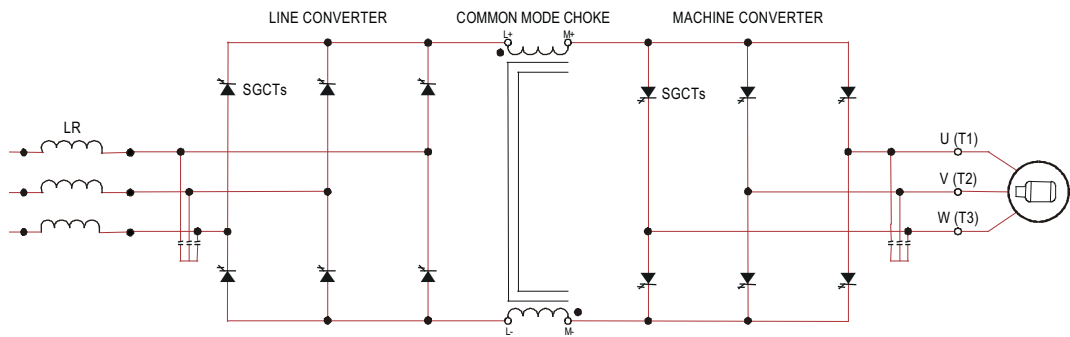 LINE CONVERTER
COMMON MODE CHOKE
MACHINE CONVERTER
L+
M+
SGCTs
SGCTs
LR
U (T1)
V (T2)
W (T3)
L-
M-